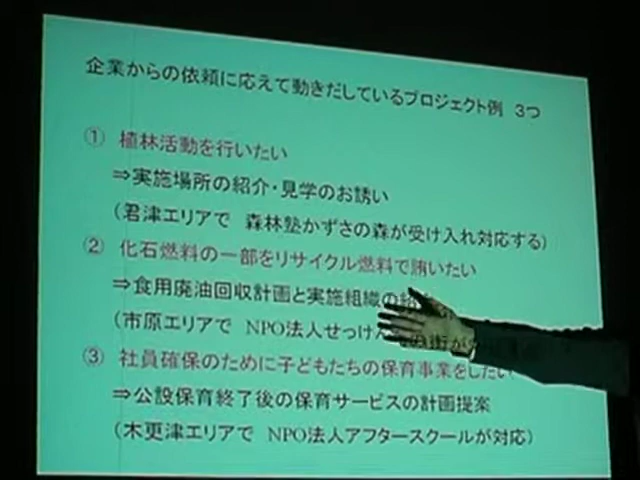 企業からの依頼に応えて動きだしているプロジェクト例 3つ
① 植林活動を行いたい
⇒実施場所の紹介・見学のお誘い
(君津エリアで 森林塾かずさの森が受け入れ対応する)
② 化石燃料の一部をリサイクル燃料で賄いたい
⇒食用廃油回収計画と実施組織の紹
(市原エリアで NPO法人せっけん の街が
③ 社員確保のために子どもたちの保育事業をしたい
⇒公設保育終了後の保育サービスの計画提案
(木更津エリアで NPO法人アフタースクールが対応)